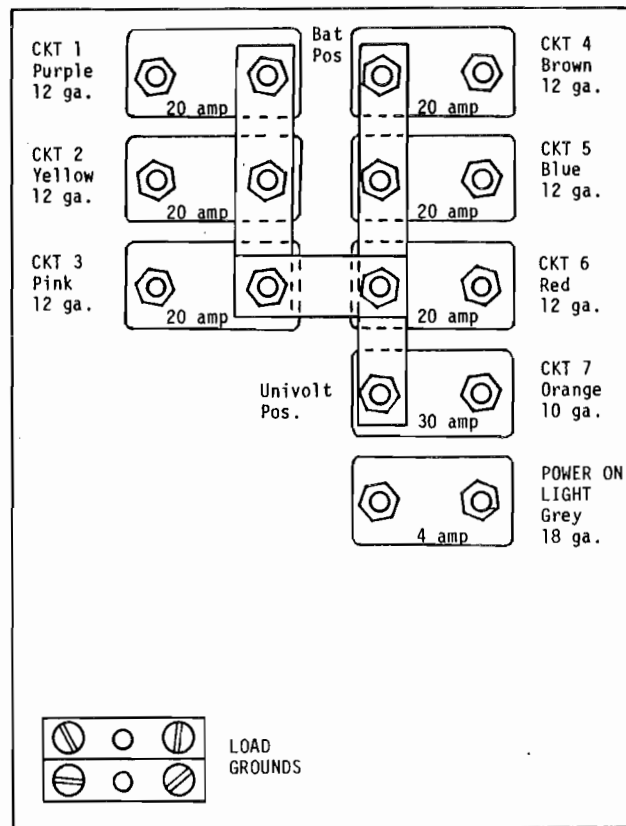 CKT 1
Purple
12 ga.
20 amp
CKT 2
Yellow
12 ga.
20 amp
CKT 3
Pink
12 ga.
20 amp
Bat
Pos
CKT 4
Brown
12 ga.
20 amp
CKT 5
Blue
12 ga.
20 amp
CKT 6
Red
12 ga.
20 amp
Univolt
Pos.
CKT 7
Orange
10 ga.
30 amp
POWER ON
LIGHT
Grey
18 ga.
4 amp
LOAD
GROUNDS